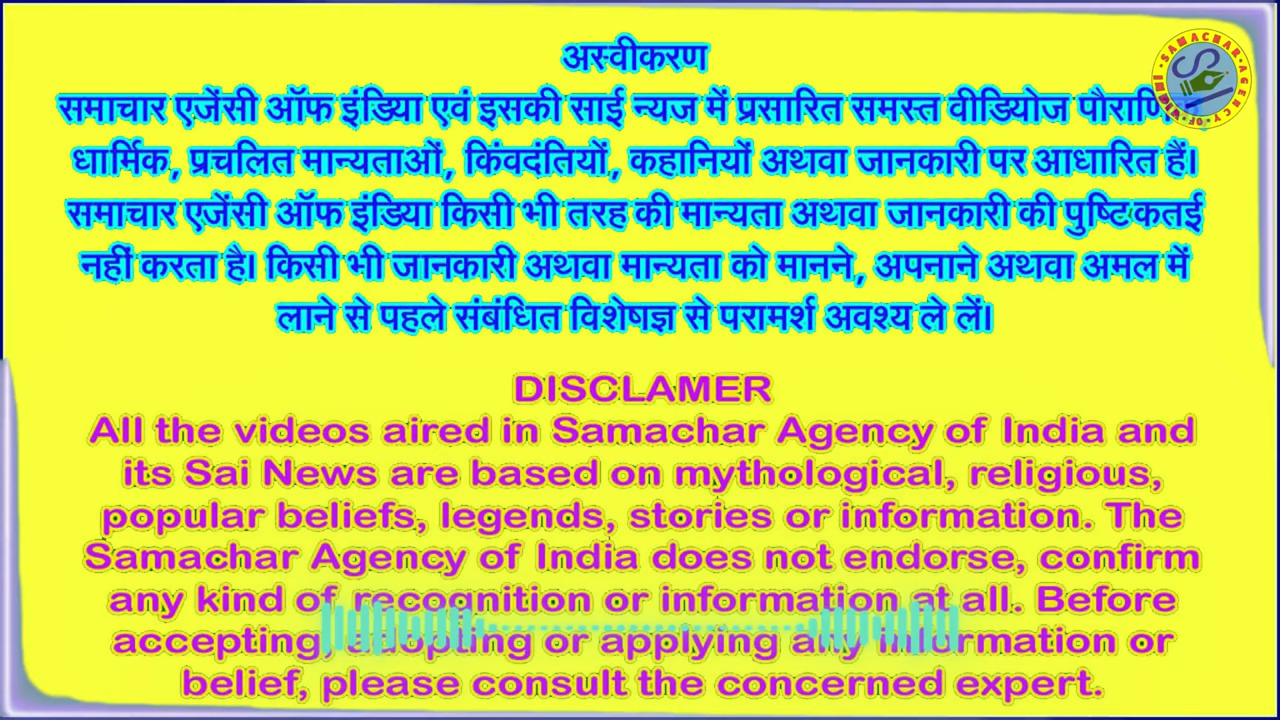 अस्वीकरण
समाचार एजेंसी ऑफ इंडिया एवं इसकी साई न्यज में प्रसारित समस्त वीडियोज
धार्मिक, प्रचलित मान्यताओं, किंवदंतियों, कहानियों अथवा जानकारी पर आधारित हैं।
समाचार एजेंसी ऑफ इंडिया किसी भी तरह की मान्यता अथवा जानकारी की पुष्टि कतई
नहीं करता है। किसी भी जानकारी अथवा मान्यता को मानने, अपनाने अथवा अमल में
लाने से पहले संबंधित विशेषज्ञ से परामर्श अवश्य ले लें।
SAMACHAR AGENCY OF INDIA
DISCLAMER
All the videos aired in Samachar Agency of India and
its Sai News are based on mythological, religious,
popular beliefs, legends, stories or information. The
Samachar Agency of India does not endorse, confirm
any kind of recognition or information at all. Before
accepting, adopting or applying any information or
belief, please consult the concerned expert.